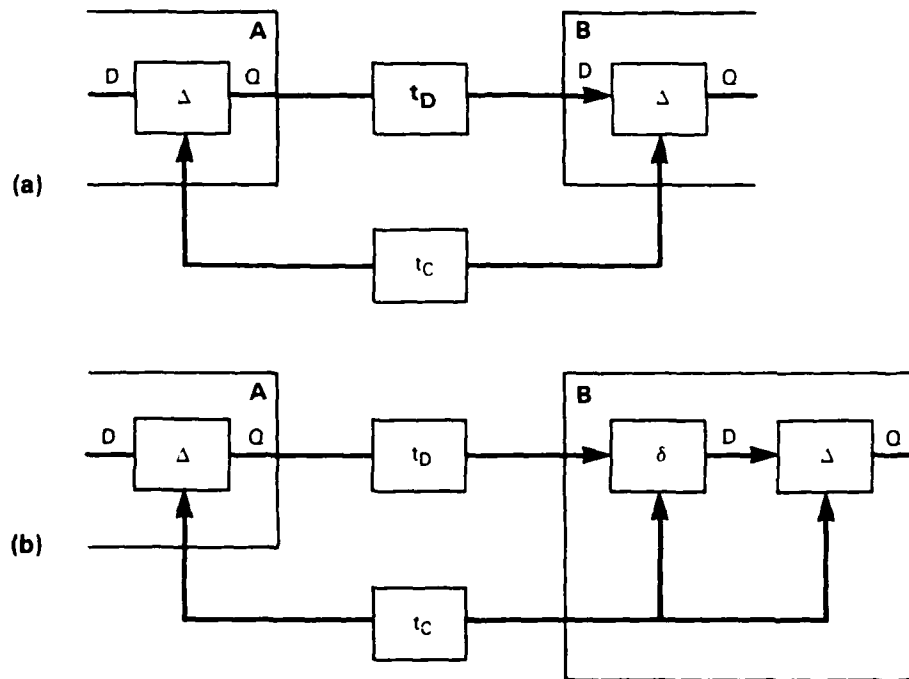 A B
D Δ Q t_D D Δ Q
(a)
t_C
A B
D Δ Q t_D δ D Δ Q
(b)
t_C